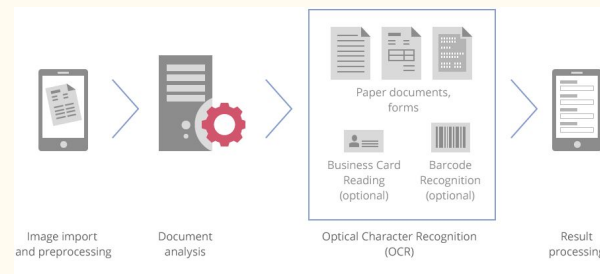 Paper documents,
forms
Business Card
Reading
(optional)
Barcode
Recognition
(optional)
Image import
and preprocessing
Document
analysis
Optical Character Recognition
(OCR)
Result
processing